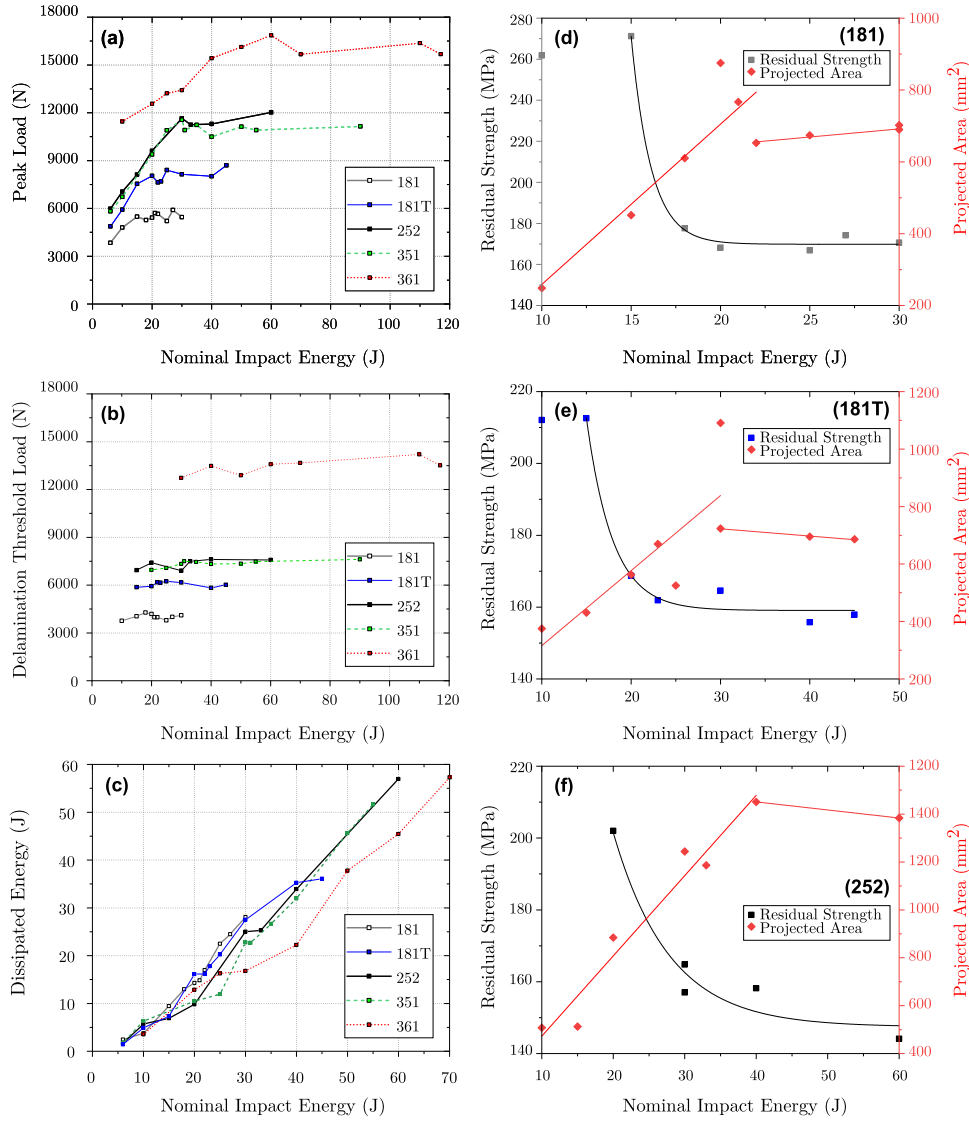 (a)
Peak Load (N)
18000
15000
12000
9000
6000
3000
0
0 20 40 60 80 100 120
Nominal Impact Energy (J)
181
181T
252
351
361
(d)
(181)
Residual Strength (MPa)
280
260
240
220
200
180
160
140
10 15 20 25 30
Nominal Impact Energy (J)
Residual Strength
Projected Area
1000
800
600
400
200
Projected Area (mm2)
(b)
Delamination Threshold Load (N)
18000
15000
12000
9000
6000
3000
0
0 20 40 60 80 100 120
Nominal Impact Energy (J)
181
181T
252
351
361
(e)
(181T)
Residual Strength (MPa)
220
200
180
160
140
10 20 30 40 50
Nominal Impact Energy (J)
Residual Strength
Projected Area
1200
1100
1000
800
600
400
200
Projected Area (mm2)
(c)
Dissipated Energy (J)
60
50
40
30
20
10
0
0 10 20 30 40 50 60 70
Nominal Impact Energy (J)
181
181T
252
351
361
(f)
(252)
Residual Strength (MPa)
220
200
180
160
140
10 20 30 40 50 60
Nominal Impact Energy (J)
Residual Strength
Projected Area
1200
1400
1200
1000
800
600
400
Projected Area (mm2)